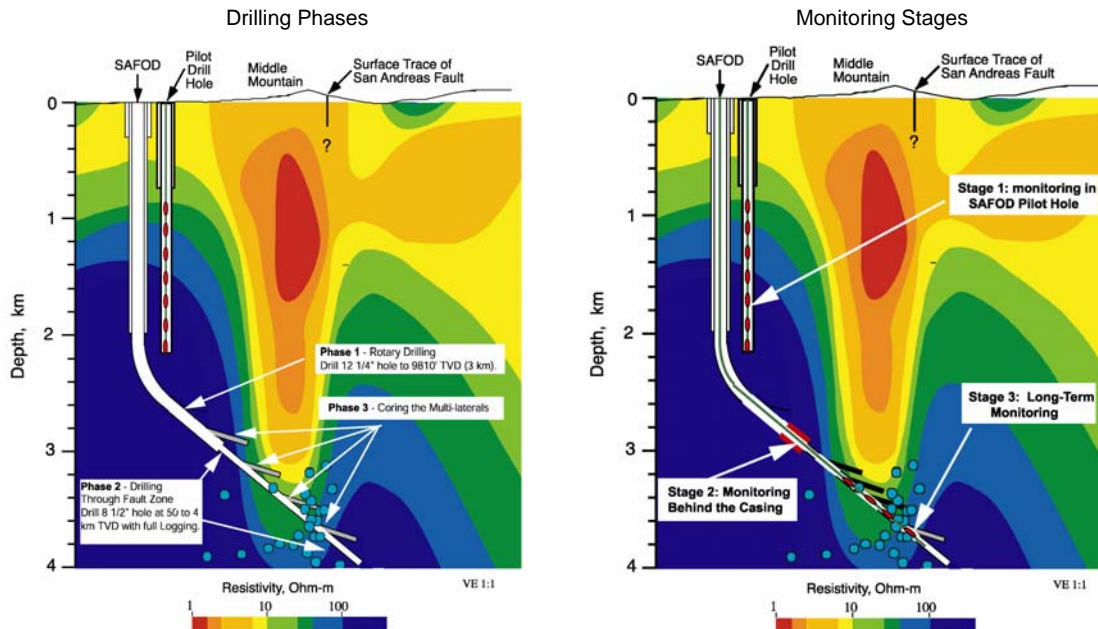 Drilling Phases
SAFOD
Pilot
Drill
Hole
Middle
Mountain
Surface Trace of
San Andreas Fault
?
0
1
2
3
4
Depth, km
Phase 1 - Rotary Drilling
Drill 12 1/4" hole to 9810' TVD (3 km).
Phase 3 - Coring the Multi-laterals
Phase 2 - Drilling
Through Fault Zone
Drill 8 1/2" hole at 50 to 4
km TVD with full Logging.
Resistivity, Ohm-m
VE 1:1
1
10
100
Monitoring Stages
SAFOD
Pilot
Drill
Hole
Middle
Mountain
Surface Trace of
San Andreas Fault
?
0
1
2
3
4
Depth, km
Stage 1: monitoring in
SAFOD Pilot Hole
Stage 3: Long-Term
Monitoring
Stage 2: Monitoring
Behind the Casing
Resistivity, Ohm-m
VE 1:1
1
10
100